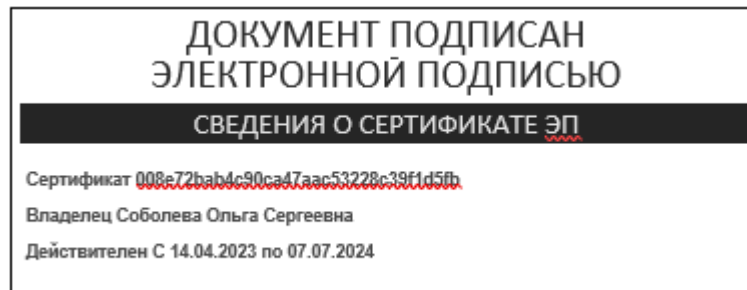 ДОКУМЕНТ ПОДПИСАН
ЭЛЕКТРОННОЙ ПОДПИСЬЮ
СВЕДЕНИЯ О СЕРТИФИКАТЕ ЭП
Сертификат 008e72bab4c90ca47aac53228c39f1d5fb
Владелец Соболева Ольга Сергеевна
Действителен С 14.04.2023 по 07.07.2024